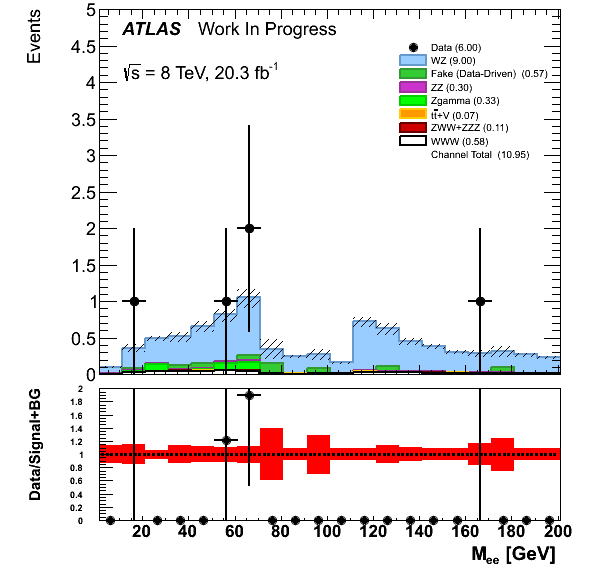 Events
5
4.5
4
3.5
3
2.5
2
1.5
1
0.5
0
ATLAS Work In Progress
√s = 8 TeV, 20.3 fb⁻¹
Data (6.00)
WZ (9.00)
Fake (Data-Driven) (0.57)
ZZ (0.30)
Zgamma (0.33)
tt̄+V (0.07)
ZWW+ZZZ (0.11)
WWW (0.58)
Channel Total (10.95)
Data/Signal+BG
2
1.8
1.6
1.4
1.2
1
0.8
0.6
0.4
0.2
0
20 40 60 80 100 120 140 160 180 200
Mee [GeV]